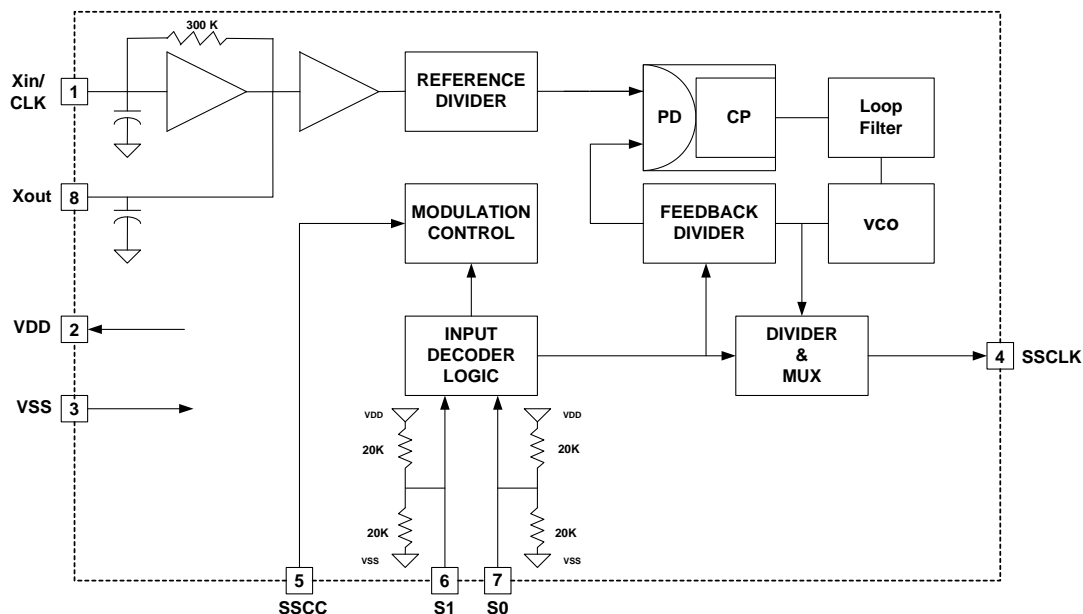 300 K
Xin/
CLK
1
REFERENCE
DIVIDER
PD
CP
Loop
Filter
Xout
8
MODULATION
CONTROL
FEEDBACK
DIVIDER
vco
VDD
2
INPUT
DECODER
LOGIC
DIVIDER
&
MUX
4
SSCLK
VSS
3
VDD
VDD
20K
20K
20K
20K
VSS
VSS
5
6
7
SSCC
S1
S0